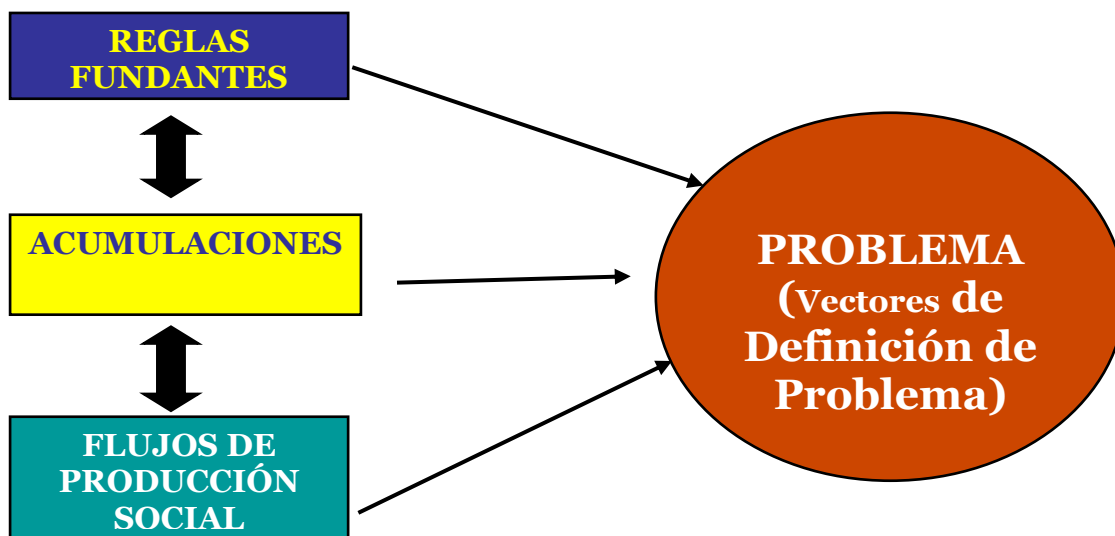 REGLAS
FUNDANTES
ACUMULACIONES
FLUJOS DE
PRODUCCIÓN
SOCIAL
PROBLEMA
(Vectores de
Definición de
Problema)